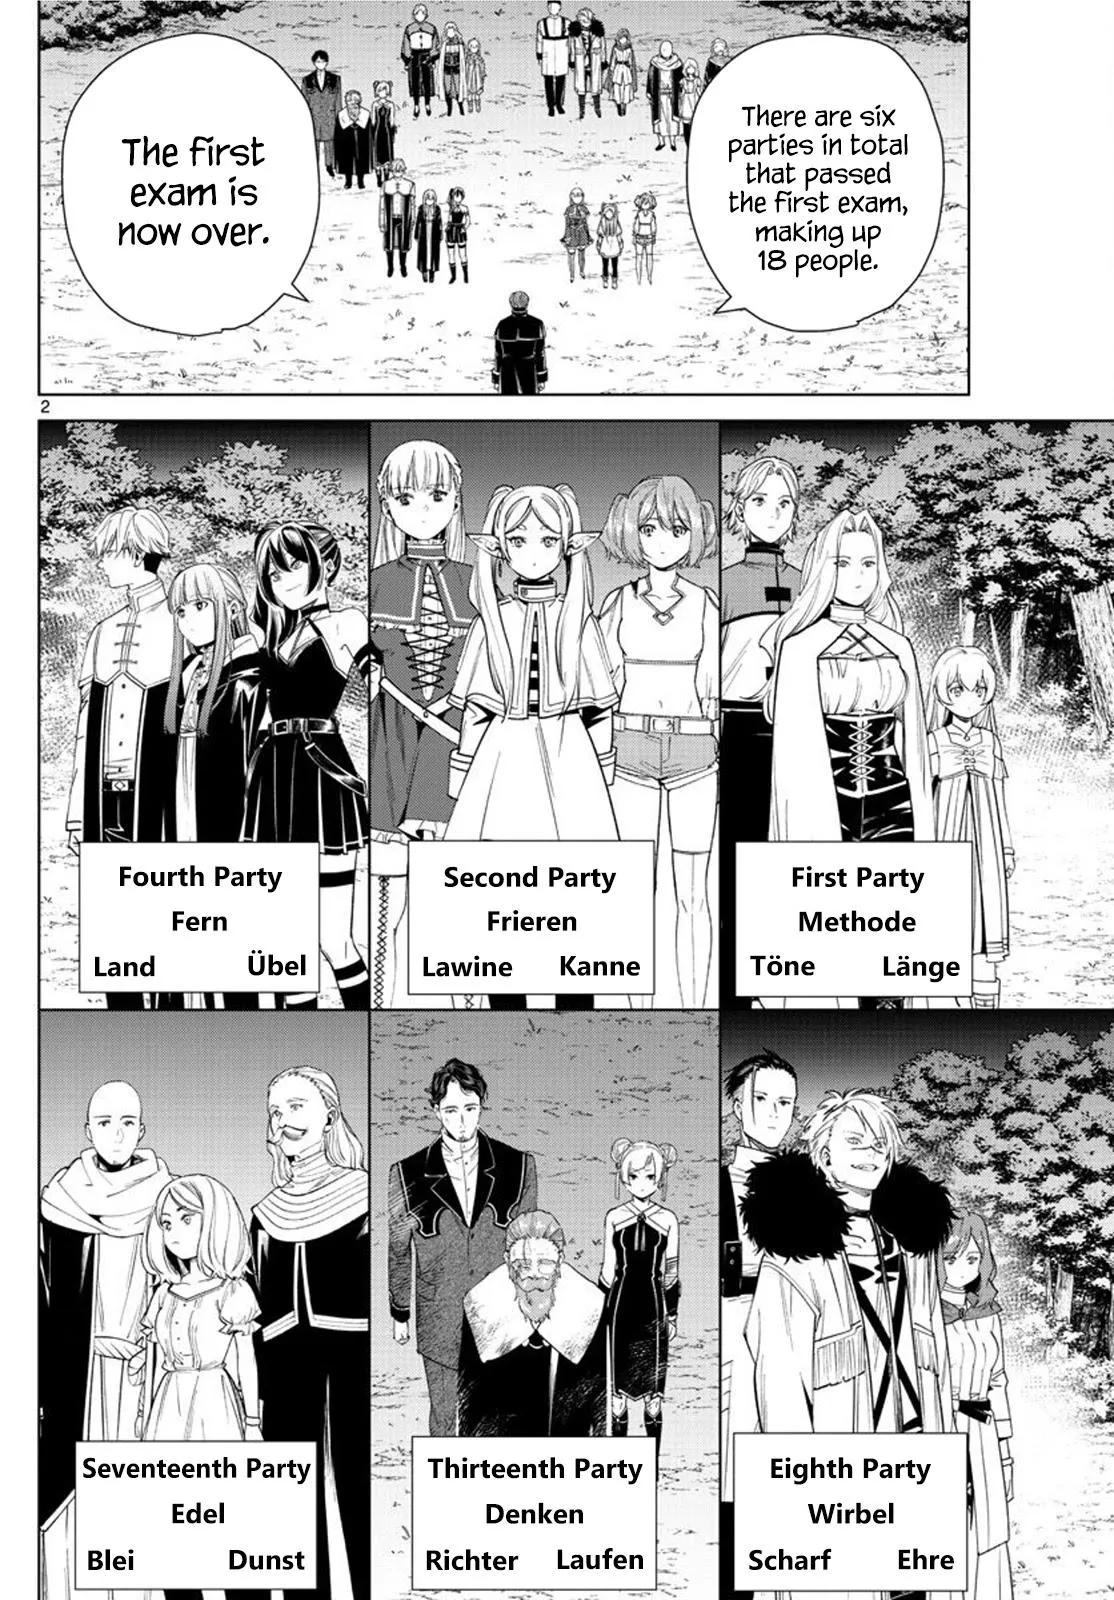 There are six
parties in total
that passed
the first exam,
making up
18 people.
The first
exam is
now over.
2
First Party
Methode
Töne Länge
Second Party
Frieren
Lawine Kanne
Fourth Party
Fern
Land Übel
Eighth Party
Wirbel
Scharf Ehre
Thirteenth Party
Denken
Richter Laufen
Seventeenth Party
Edel
Blei Dunst